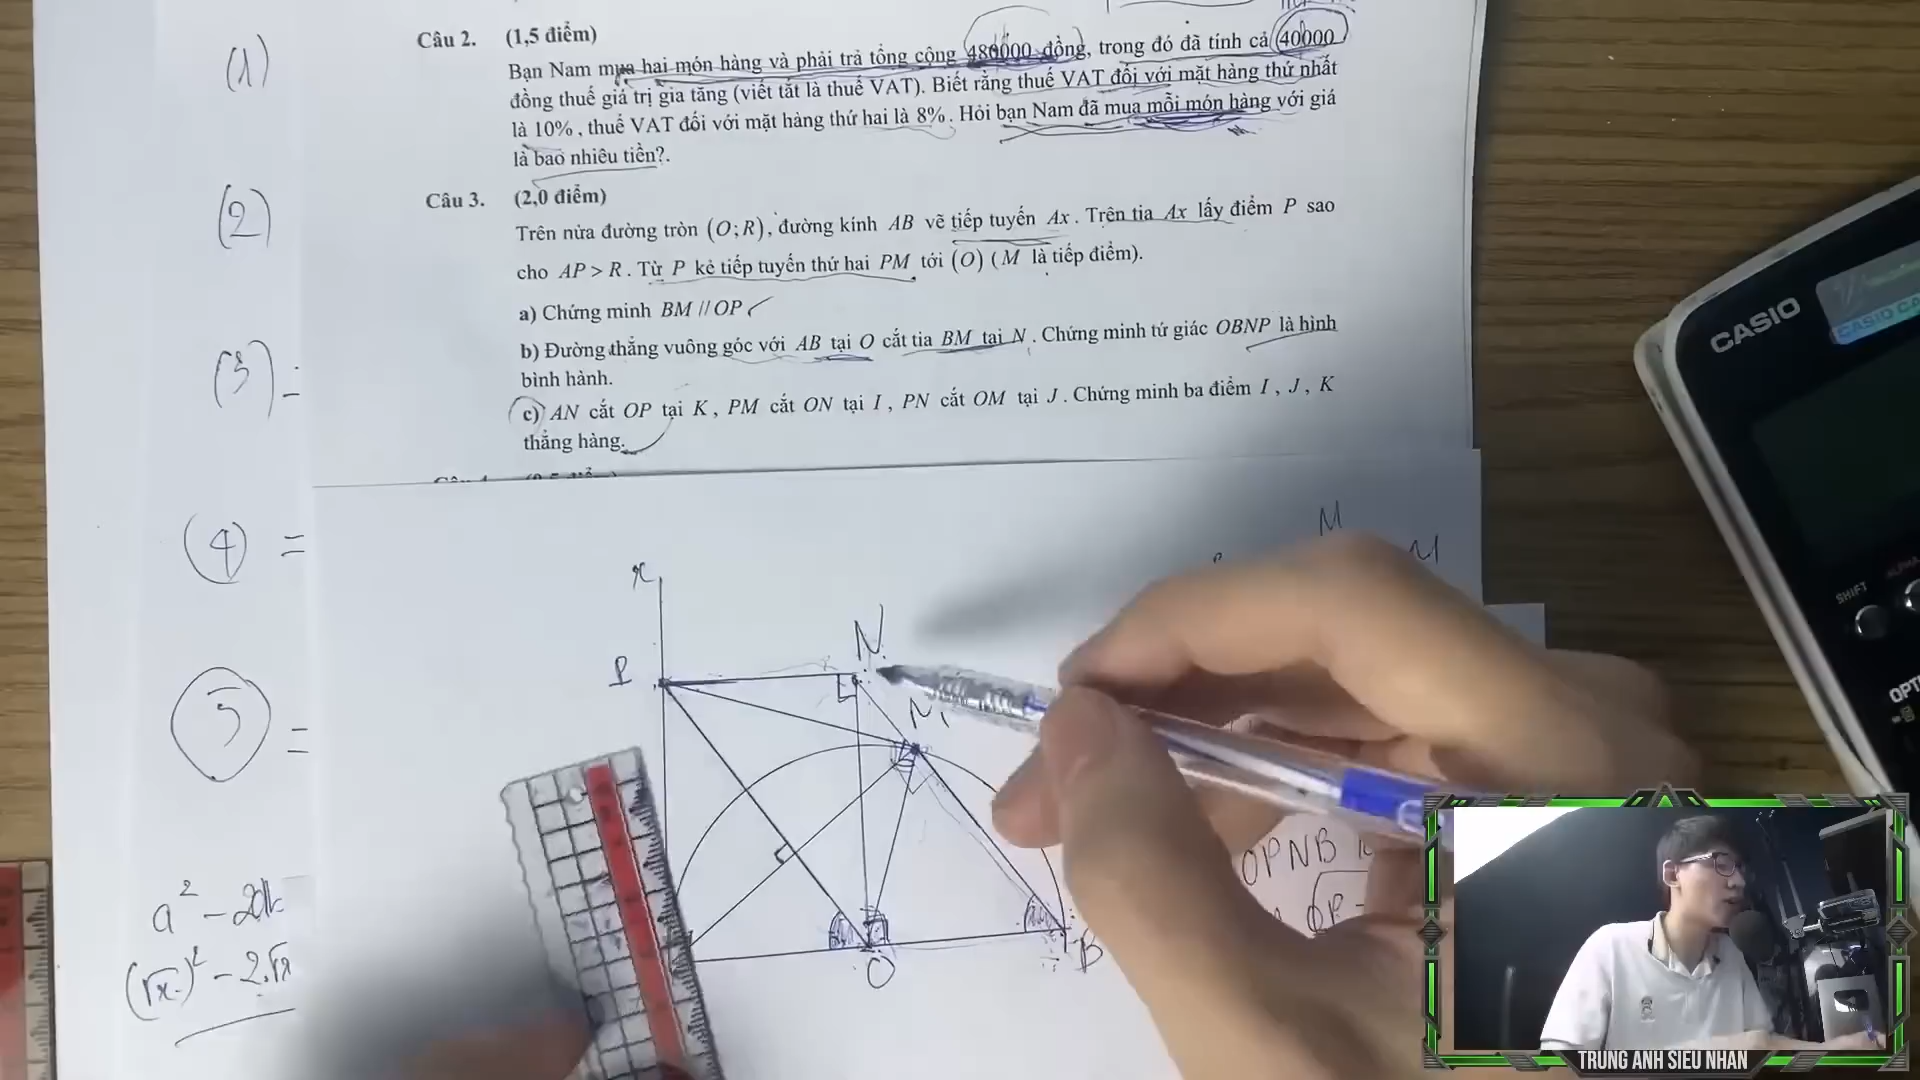 Câu 2. (1,5 điểm)
Bạn Nam mua hai món hàng và phải trả tổng cộng 480000 đồng, trong đó đã tính cả 40000
đồng thuế giá trị gia tăng (viết tắt là thuế VAT). Biết rằng thuế VAT đối với mặt hàng thứ nhất
là 10%, thuế VAT đối với mặt hàng thứ hai là 8%. Hỏi bạn Nam đã mua mỗi món hàng với giá
là bao nhiêu tiền?.
Câu 3. (2,0 điểm)
Trên nửa đường tròn (O;R), đường kính AB vẽ tiếp tuyến Ax. Trên tia Ax lấy điểm P sao
cho AP > R. Từ P kẻ tiếp tuyến thứ hai PM tới (O) (M là tiếp điểm).
a) Chứng minh BM // OP
b) Đường thẳng vuông góc với AB tại O cắt tia BM tại N. Chứng minh tứ giác OBNP là hình
bình hành.
c) AN cắt OP tại K, PM cắt ON tại I, PN cắt OM tại J. Chứng minh ba điểm I, J, K
thẳng hàng.
(1)
(2)
(3) =
(4) =
(5) =
a² - 2ab
(√x)² - 2.√x
x
P
N
M
O
B
M
M
OPNB
OP =
CASIO
SHIFT
ALPHA
OPT
TRUNG ANH SIEU NHAN